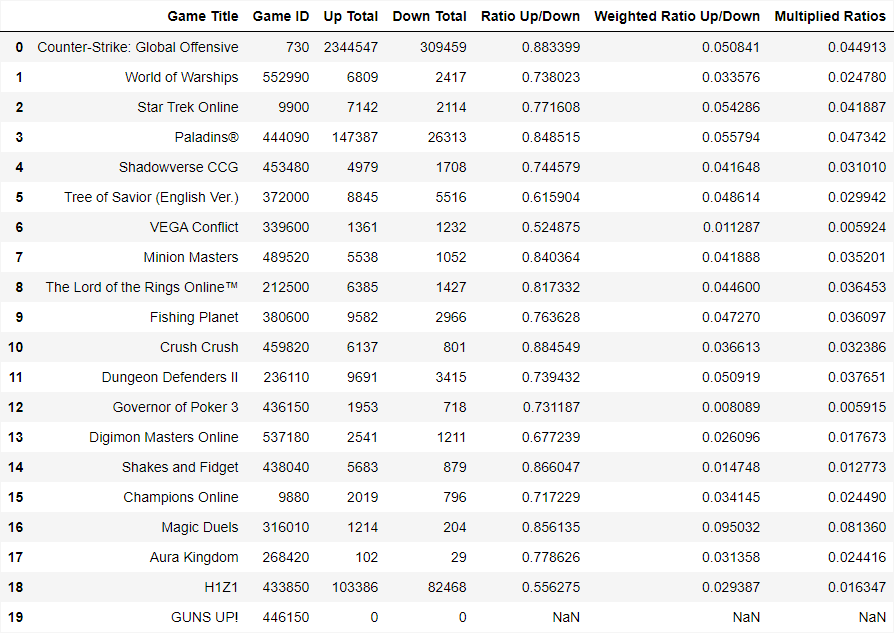 Game Title Game ID Up Total Down Total Ratio Up/Down Weighted Ratio Up/Down Multiplied Ratios
0 Counter-Strike: Global Offensive 730 2344547 309459 0.883399 0.050841 0.044913
1 World of Warships 552990 6809 2417 0.738023 0.033576 0.024780
2 Star Trek Online 9900 7142 2114 0.771608 0.054286 0.041887
3 Paladins® 444090 147387 26313 0.848515 0.055794 0.047342
4 Shadowverse CCG 453480 4979 1708 0.744579 0.041648 0.031010
5 Tree of Savior (English Ver.) 372000 8845 5516 0.615904 0.048614 0.029942
6 VEGA Conflict 339600 1361 1232 0.524875 0.011287 0.005924
7 Minion Masters 489520 5538 1052 0.840364 0.041888 0.035201
8 The Lord of the Rings Online™ 212500 6385 1427 0.817332 0.044600 0.036453
9 Fishing Planet 380600 9582 2966 0.763628 0.047270 0.036097
10 Crush Crush 459820 6137 801 0.884549 0.036613 0.032386
11 Dungeon Defenders II 236110 9691 3415 0.739432 0.050919 0.037651
12 Governor of Poker 3 436150 1953 718 0.731187 0.008089 0.005915
13 Digimon Masters Online 537180 2541 1211 0.677239 0.026096 0.017673
14 Shakes and Fidget 438040 5683 879 0.866047 0.014748 0.012773
15 Champions Online 9880 2019 796 0.717229 0.034145 0.024490
16 Magic Duels 316010 1214 204 0.856135 0.095032 0.081360
17 Aura Kingdom 268420 102 29 0.778626 0.031358 0.024416
18 H1Z1 433850 103386 82468 0.556275 0.029387 0.016347
19 GUNS UP! 446150 0 0 NaN NaN NaN